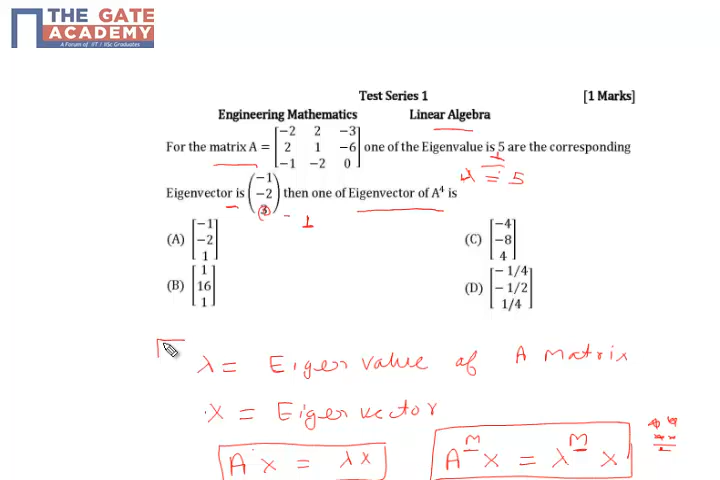 THE GATE
ACADEMY
A Forum of IIT / IISc Graduates
Test Series 1 [1 Marks]
Engineering Mathematics Linear Algebra
For the matrix A = [−2 2 −3; 2 1 −6; −1 −2 0] one of the Eigenvalue is 5 are the corresponding
λ = 5
Eigenvector is (−1 −2 3) then one of Eigenvector of A⁴ is
1
(A) [−1 −2 1] (C) [−4 −8 4]
(B) [1 16 1] (D) [−1/4 −1/2 1/4]
λ = Eigen value of A matrix
X = Eigen vector
A X = λX A^M X = λ^M X